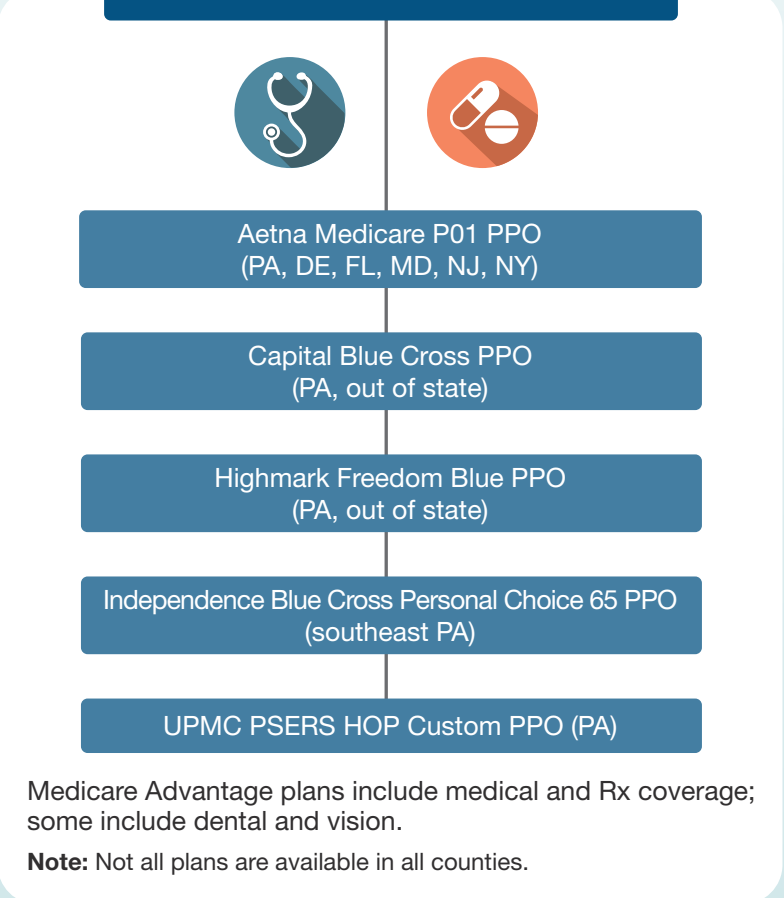 Aetna Medicare P01 PPO
(PA, DE, FL, MD, NJ, NY)
Capital Blue Cross PPO
(PA, out of state)
Highmark Freedom Blue PPO
(PA, out of state)
Independence Blue Cross Personal Choice 65 PPO
(southeast PA)
UPMC PSERS HOP Custom PPO (PA)
Medicare Advantage plans include medical and Rx coverage;
some include dental and vision.
Note: Not all plans are available in all counties.